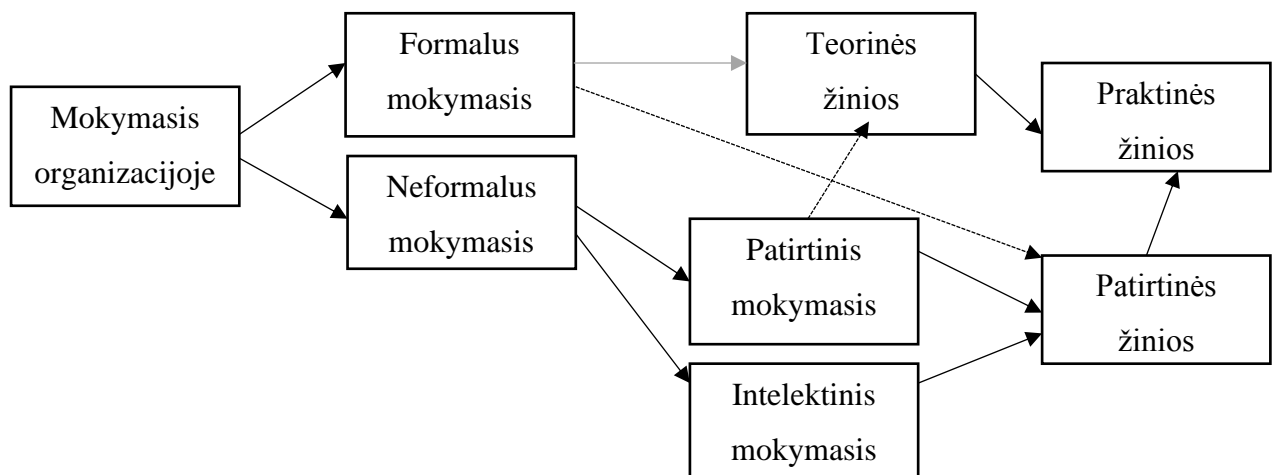 Formalus
mokymasis
Teorinės
žinios
Mokymasis
organizacijoje
Praktinės
žinios
Neformalus
mokymasis
Patirtinis
mokymasis
Patirtinės
žinios
Intelektinis
mokymasis